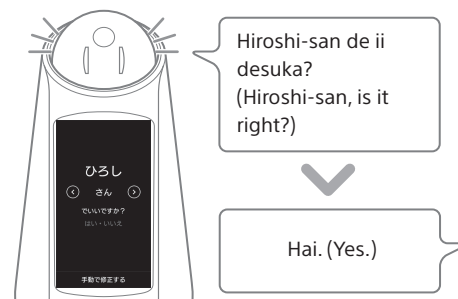 Hiroshi-san de ii
desuka?
(Hiroshi-san, is it
right?)
ひろし
さん
でいいですか？
はい・いいえ
手動で修正する
Hai. (Yes.)